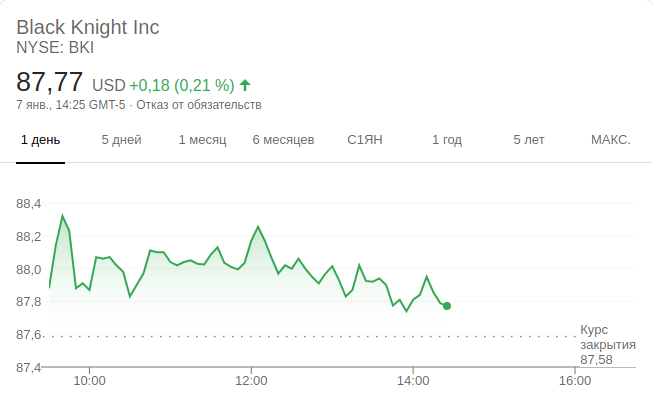 Black Knight Inc
NYSE: BKI
87,77 USD +0,18 (0,21 %)
7 янв., 14:25 GMT-5 · Отказ от обязательств
1 день 5 дней 1 месяц 6 месяцев С1ЯН 1 год 5 лет МАКС.
88,4
88,2
88,0
87,8
87,6
87,4
Курс
закрытия
87,58
10:00 12:00 14:00 16:00